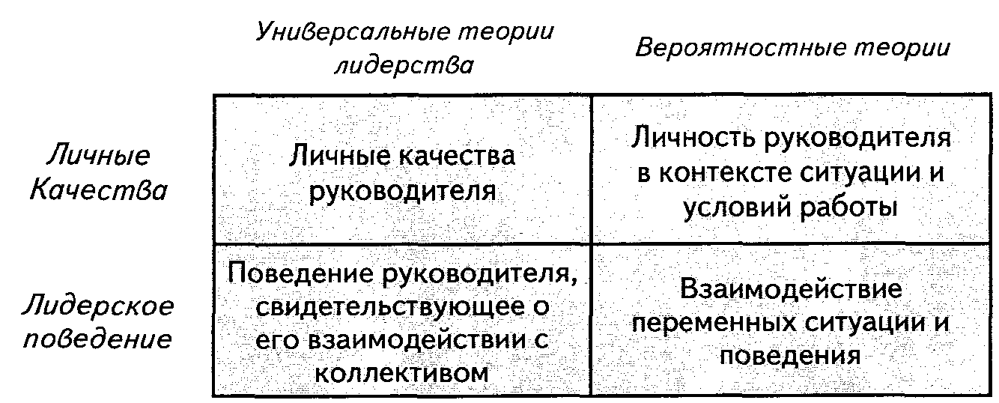 Универсальные теории
лидерства
Вероятностные теории
Личные
Качества
Личные качества
руководителя
Личность руководителя
в контексте ситуации и
условий работы
Лидерское
поведение
Поведение руководителя,
свидетельствующее о
его взаимодействии с
коллективом
Взаимодействие
переменных ситуации и
поведения